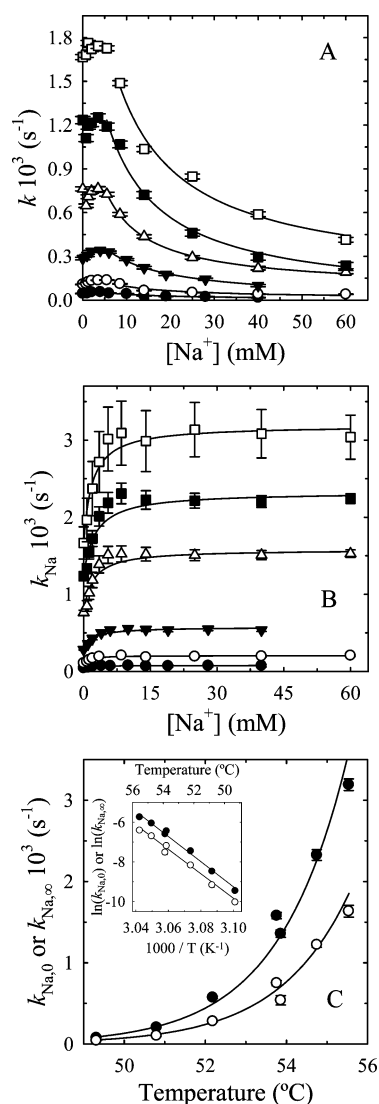 A
k 10³ (s⁻¹)
1.8
1.5
1.2
0.9
0.6
0.3
0.0
0 10 20 30 40 50 60
[Na⁺] (mM)
B
k_Na 10³ (s⁻¹)
3
2
1
0
0 15 30 45 60
[Na⁺] (mM)
C
k_Na,0 or k_Na,∞ 10³ (s⁻¹)
3
2
1
0
Temperature (ºC)
56 54 52 50
ln(k_Na,0) or ln(k_Na,∞)
-6
-8
-10
3.04 3.06 3.08 3.10
1000 / T (K⁻¹)
50 52 54 56
Temperature (ºC)